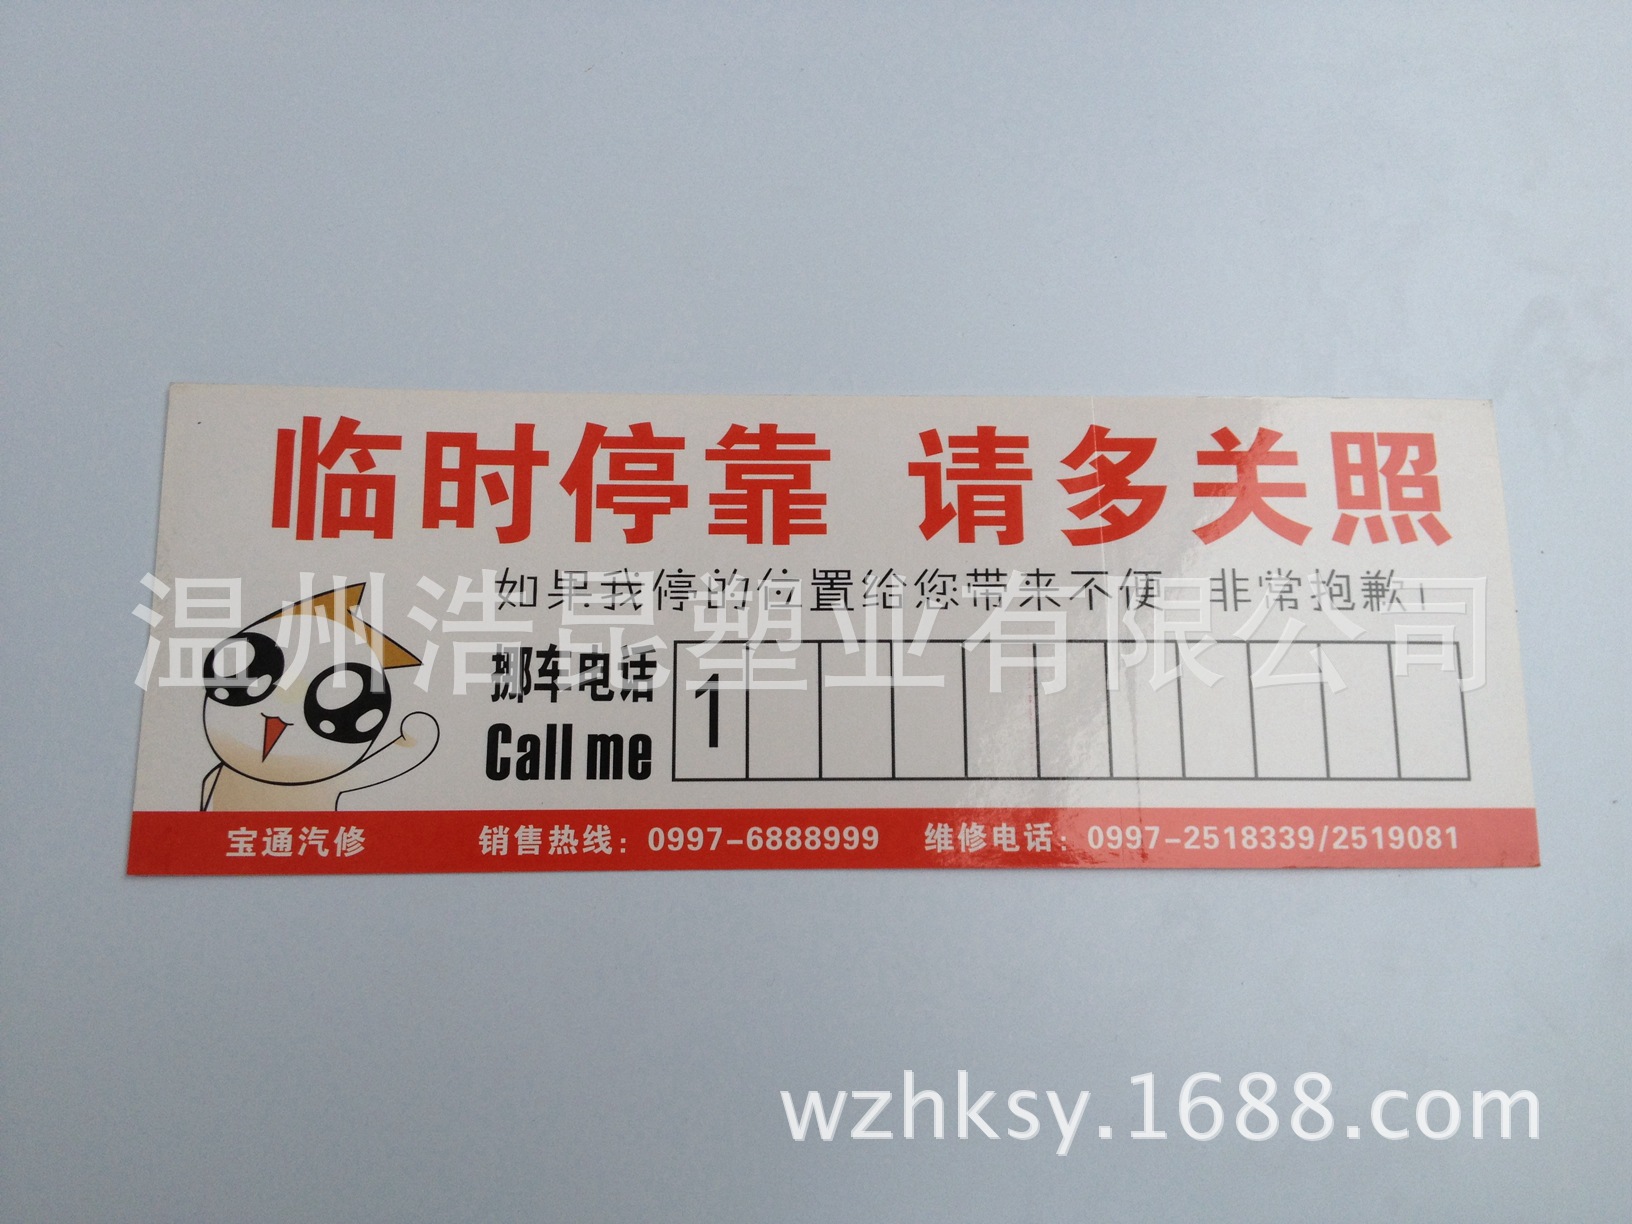 临时停靠 请多关照
如果我停的位置给您带来不便 非常抱歉！
温州浩昆塑业有限公司
挪车电话 1
Call me
宝通汽修 销售热线：0997-6888999 维修电话：0997-2518339/2519081
wzhksy.1688.com